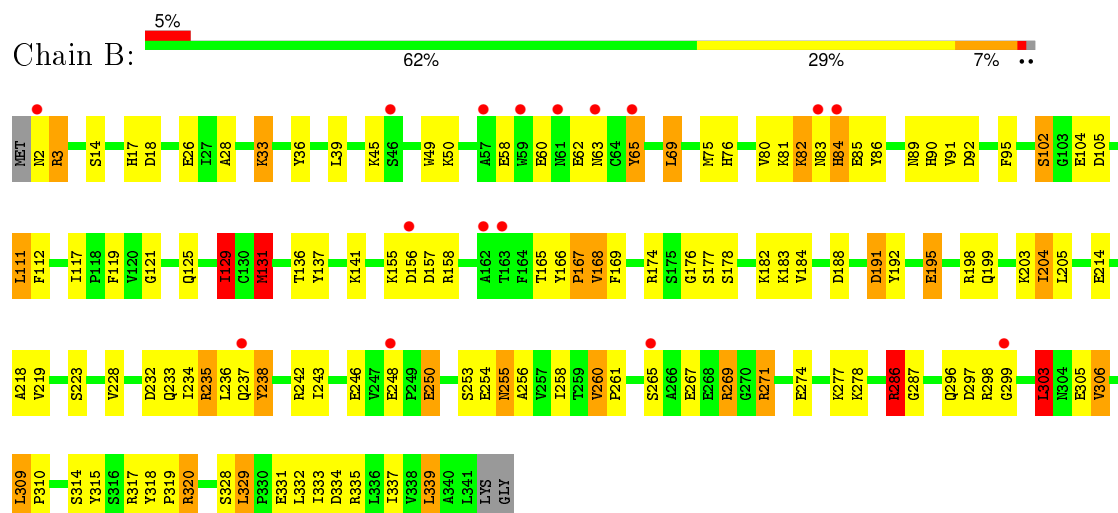 5%
Chain B:
62% 29% 7% ••
MET N2 R3 S14 H17 D18 E26 I27 A28 K33 Y36 L39 K45 S46 W49 K50 A57 E58 W59 E60 N61 E62 N63 C64 Y65 L69 M75 H76 V80 K81 K82 N83 R84 E85 Y86 N89 H90 V91 D92 F95 S102 G103 E104 D105
L111 F112 I117 P118 F119 V120 G121 Q125 I129 C130 M131 T136 Y137 K141 K155 D156 D157 R158 A162 T163 F164 T165 Y166 P167 V168 F169 R174 S175 G176 S177 S178 K182 K183 V184 D188 D191 Y192 E195 R198 Q199 K203 I204 L205 E214
A218 V219 S223 V228 D232 Q233 I234 R235 L236 Q237 Y238 R242 I243 E246 V247 E248 P249 E250 S253 E254 N255 A256 V257 I258 T259 V260 P261 S265 A266 E267 E268 R269 G270 R271 E274 K277 K278 R286 G287 Q296 D297 R298 G299 L303 N304 E305 V306
L309 P310 S314 Y315 S316 R317 Y318 P319 R320 S328 L329 P330 E331 L332 I333 D334 R335 L336 I337 V338 L339 A340 L341 LYS GLY